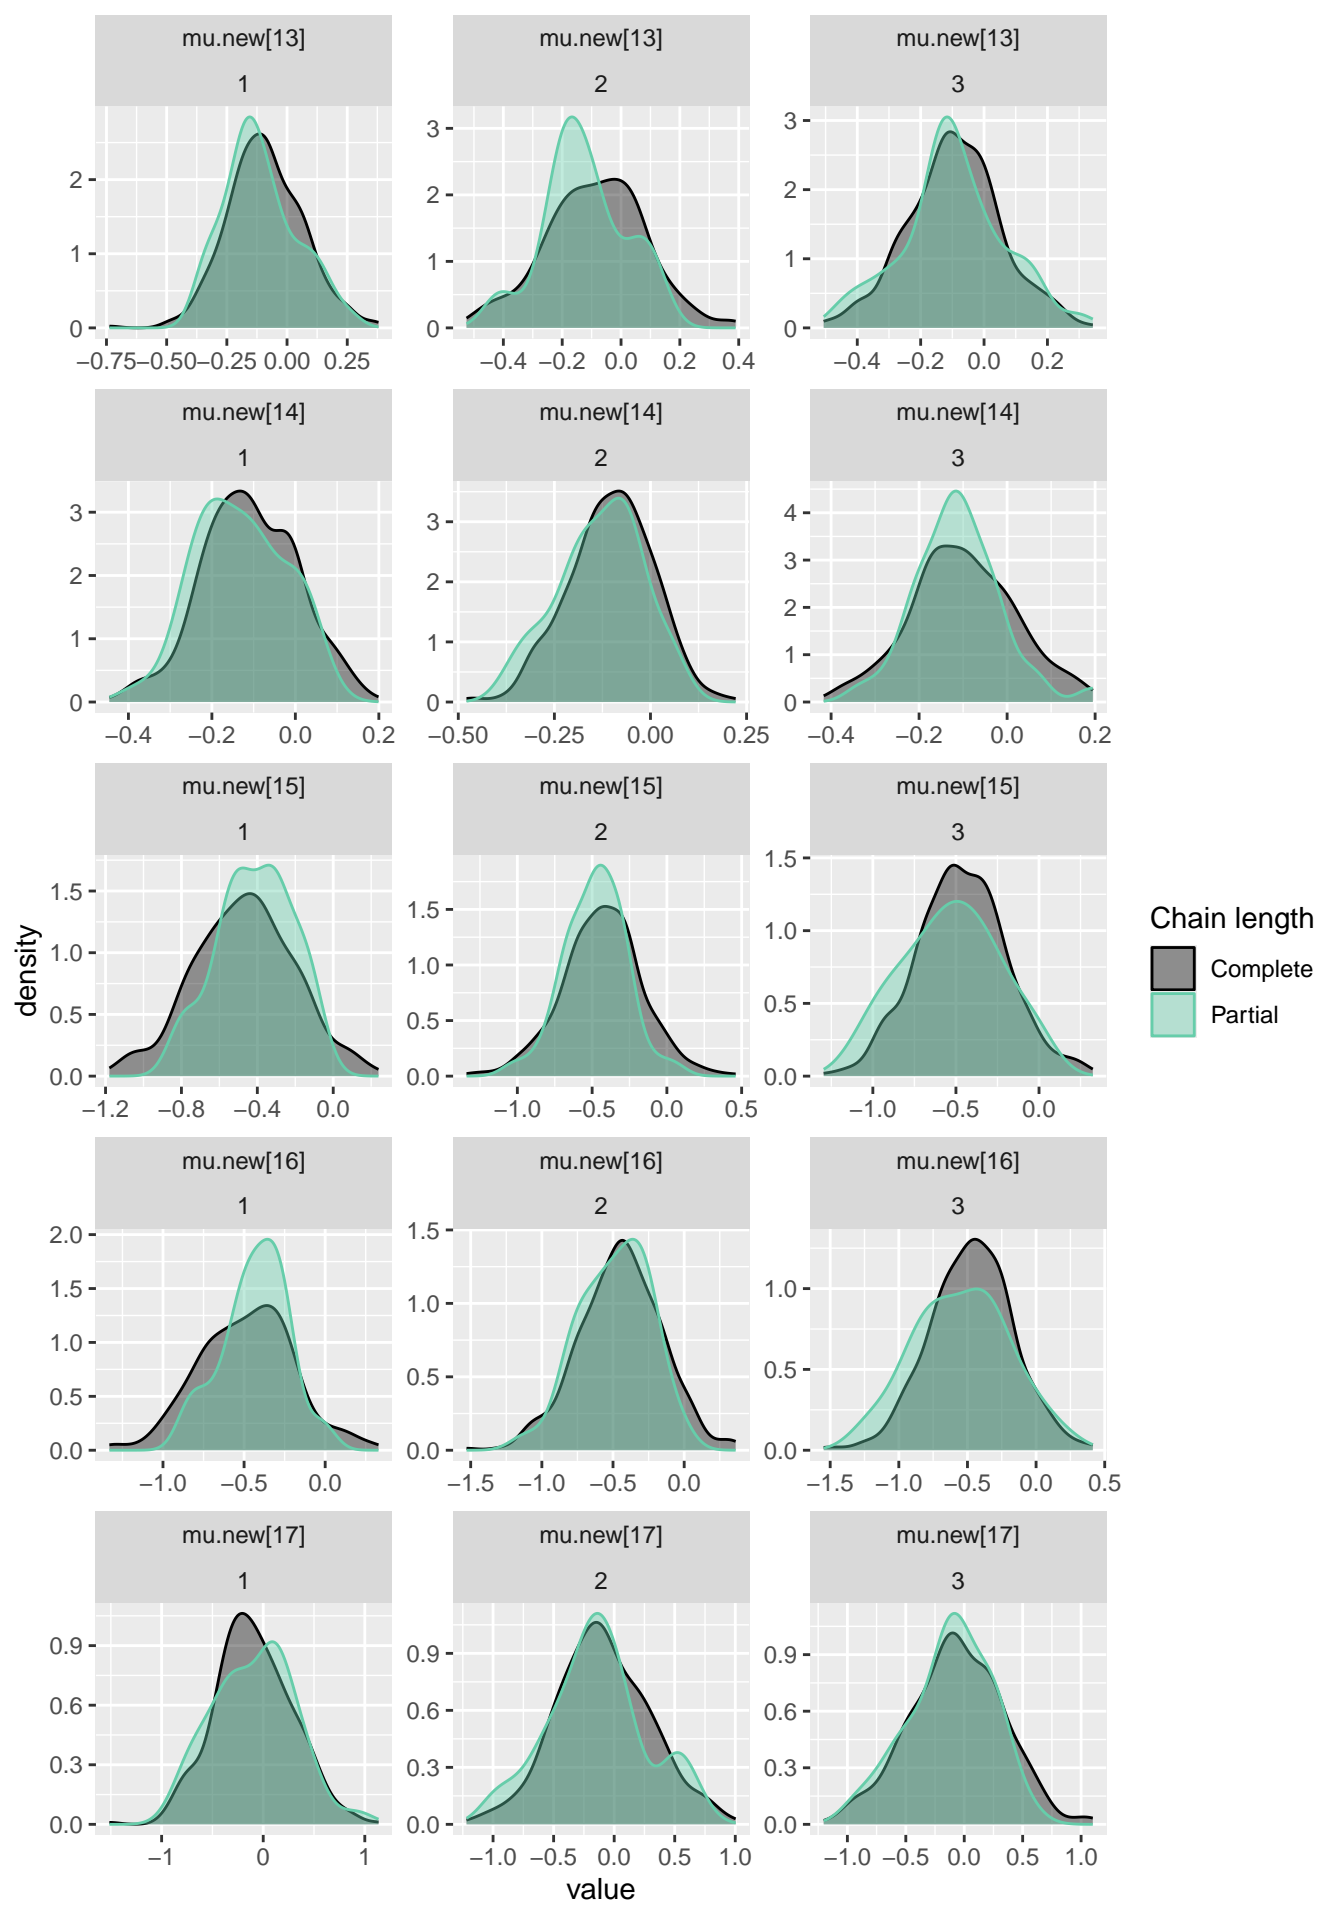 mu.new[13] mu.new[13] mu.new[13]
1 2 3
2
1
0
3
2
1
0
3
2
1
0
−0.75 −0.50 −0.25 0.00 0.25
−0.4 −0.2 0.0 0.2 0.4
−0.4 −0.2 0.0 0.2
mu.new[14] mu.new[14] mu.new[14]
1 2 3
3
2
1
0
3
2
1
0
4
3
2
1
0
−0.4 −0.2 0.0 0.2
−0.50 −0.25 0.00 0.25
−0.4 −0.2 0.0 0.2
mu.new[15] mu.new[15] mu.new[15]
1 2 3
1.5
1.0
0.5
0.0
1.5
1.0
0.5
0.0
1.5
1.0
0.5
0.0
−1.2 −0.8 −0.4 0.0
−1.0 −0.5 0.0 0.5
−1.0 −0.5 0.0
mu.new[16] mu.new[16] mu.new[16]
1 2 3
2.0
1.5
1.0
0.5
0.0
1.5
1.0
0.5
0.0
1.0
0.5
0.0
−1.0 −0.5 0.0
−1.5 −1.0 −0.5 0.0
−1.5 −1.0 −0.5 0.0 0.5
mu.new[17] mu.new[17] mu.new[17]
1 2 3
0.9
0.6
0.3
0.0
0.9
0.6
0.3
0.0
0.9
0.6
0.3
0.0
−1 0 1
−1.0 −0.5 0.0 0.5 1.0
−1.0 −0.5 0.0 0.5 1.0
value
density
Chain length
Complete
Partial